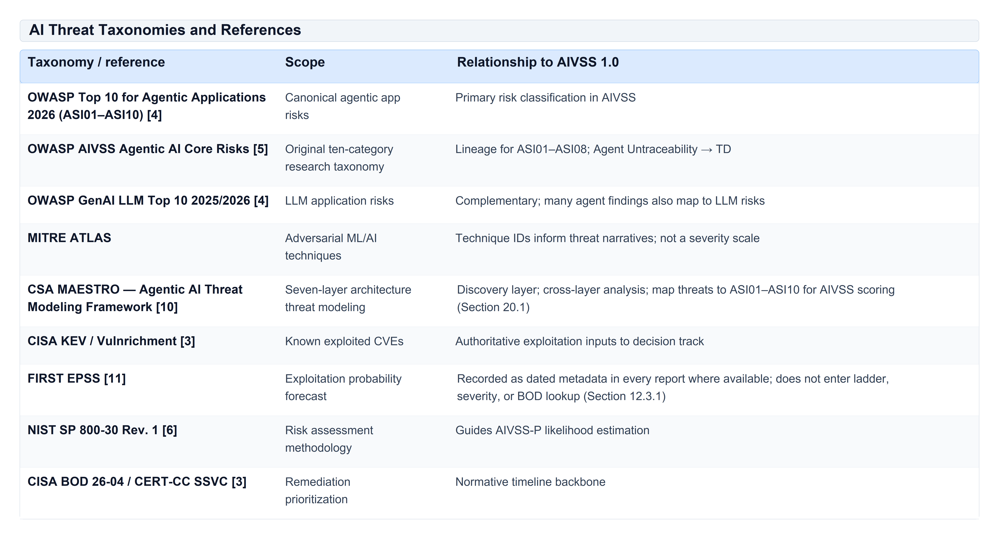 AI Threat Taxonomies and References
Taxonomy / reference
Scope
Relationship to AIVSS 1.0
OWASP Top 10 for Agentic Applications
2026 (ASI01–ASI10) [4]
Canonical agentic app
risks
Primary risk classification in AIVSS
OWASP AIVSS Agentic AI Core Risks [5]
Original ten-category
research taxonomy
Lineage for ASI01–ASI08; Agent Untraceability → TD
OWASP GenAI LLM Top 10 2025/2026 [4]
LLM application risks
Complementary; many agent findings also map to LLM risks
MITRE ATLAS
Adversarial ML/AI
techniques
Technique IDs inform threat narratives; not a severity scale
CSA MAESTRO — Agentic AI Threat
Modeling Framework [10]
Seven-layer architecture
threat modeling
Discovery layer; cross-layer analysis; map threats to ASI01–ASI10 for AIVSS scoring
(Section 20.1)
CISA KEV / Vulnrichment [3]
Known exploited CVEs
Authoritative exploitation inputs to decision track
FIRST EPSS [11]
Exploitation probability
forecast
Recorded as dated metadata in every report where available; does not enter ladder,
severity, or BOD lookup (Section 12.3.1)
NIST SP 800-30 Rev. 1 [6]
Risk assessment
methodology
Guides AIVSS-P likelihood estimation
CISA BOD 26-04 / CERT-CC SSVC [3]
Remediation
prioritization
Normative timeline backbone